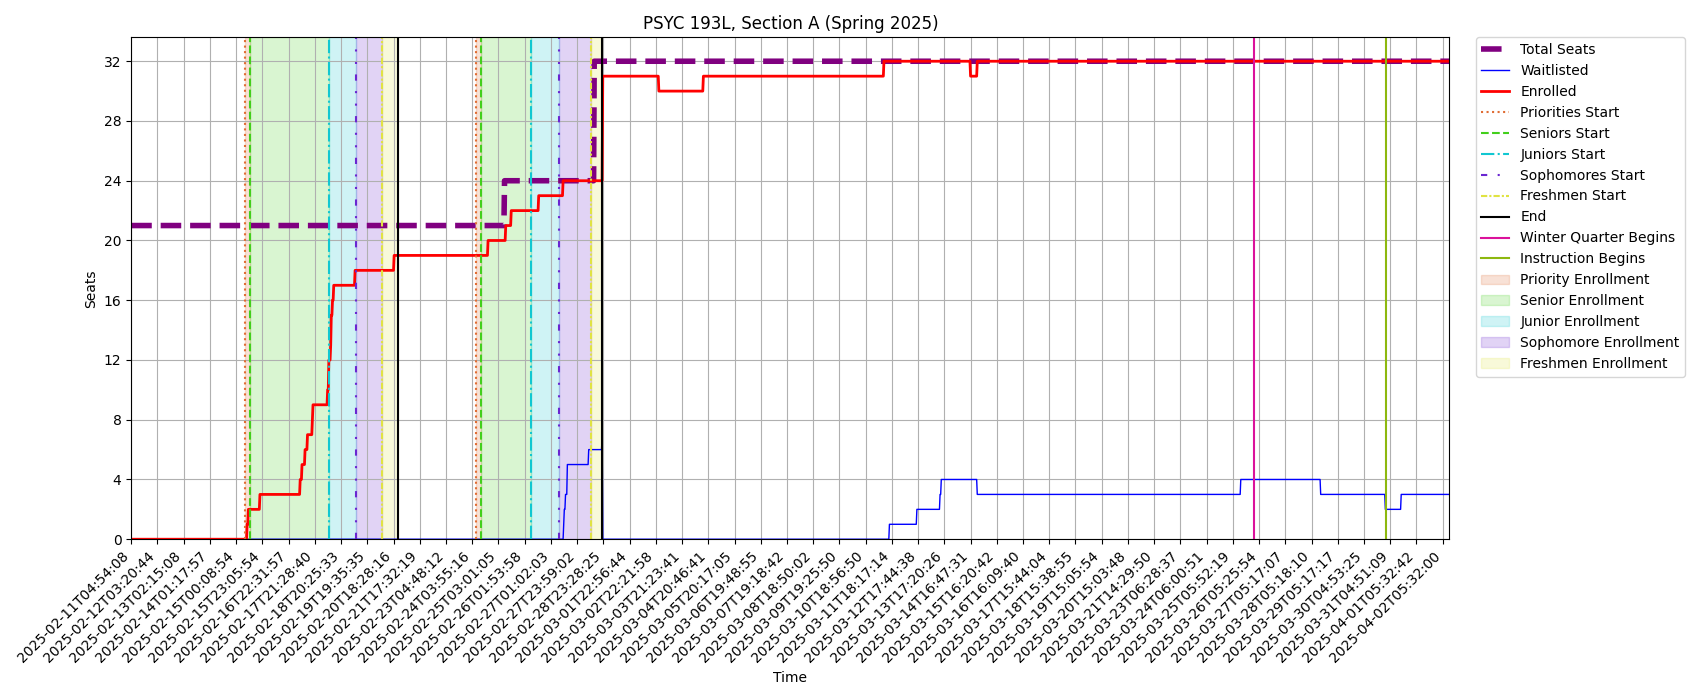 PSYC 193L, Section A (Spring 2025)
Seats
32
28
24
20
16
12
8
4
0
2025-02-11T04:54:08
2025-02-12T03:20:44
2025-02-13T02:15:08
2025-02-14T01:17:57
2025-02-15T00:08:54
2025-02-15T23:05:54
2025-02-16T22:31:57
2025-02-17T21:28:40
2025-02-18T20:25:33
2025-02-19T19:35:35
2025-02-20T18:28:16
2025-02-21T17:32:19
2025-02-23T04:48:12
2025-02-24T03:55:16
2025-02-25T03:01:05
2025-02-26T01:53:58
2025-02-27T01:02:03
2025-02-27T23:59:02
2025-02-28T23:28:25
2025-03-01T22:56:44
2025-03-02T22:21:58
2025-03-03T21:23:41
2025-03-04T20:46:41
2025-03-05T20:17:05
2025-03-06T19:48:55
2025-03-07T19:18:42
2025-03-08T18:50:02
2025-03-09T19:25:50
2025-03-10T18:56:50
2025-03-11T18:17:14
2025-03-12T17:44:38
2025-03-13T17:20:26
2025-03-14T16:47:31
2025-03-15T16:20:42
2025-03-16T16:09:40
2025-03-17T15:44:04
2025-03-18T15:38:55
2025-03-19T15:05:54
2025-03-20T15:03:48
2025-03-21T14:29:50
2025-03-23T06:28:37
2025-03-24T06:00:51
2025-03-25T05:52:19
2025-03-26T05:25:54
2025-03-27T05:17:07
2025-03-28T05:18:10
2025-03-29T05:17:17
2025-03-30T04:53:25
2025-03-31T04:51:09
2025-04-01T05:32:42
2025-04-02T05:32:00
Time
Total Seats
Waitlisted
Enrolled
Priorities Start
Seniors Start
Juniors Start
Sophomores Start
Freshmen Start
End
Winter Quarter Begins
Instruction Begins
Priority Enrollment
Senior Enrollment
Junior Enrollment
Sophomore Enrollment
Freshmen Enrollment